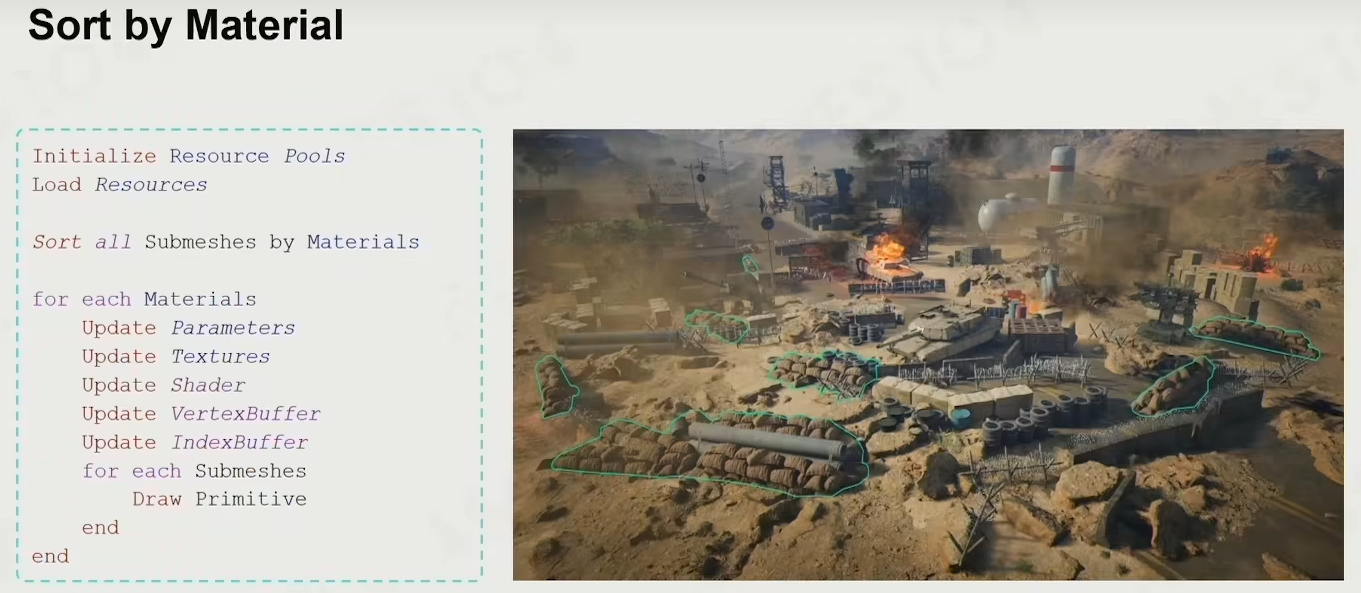 Sort by Material
Initialize Resource Pools
Load Resources
Sort all Submeshes by Materials
for each Materials
Update Parameters
Update Textures
Update Shader
Update VertexBuffer
Update IndexBuffer
for each Submeshes
Draw Primitive
end
end